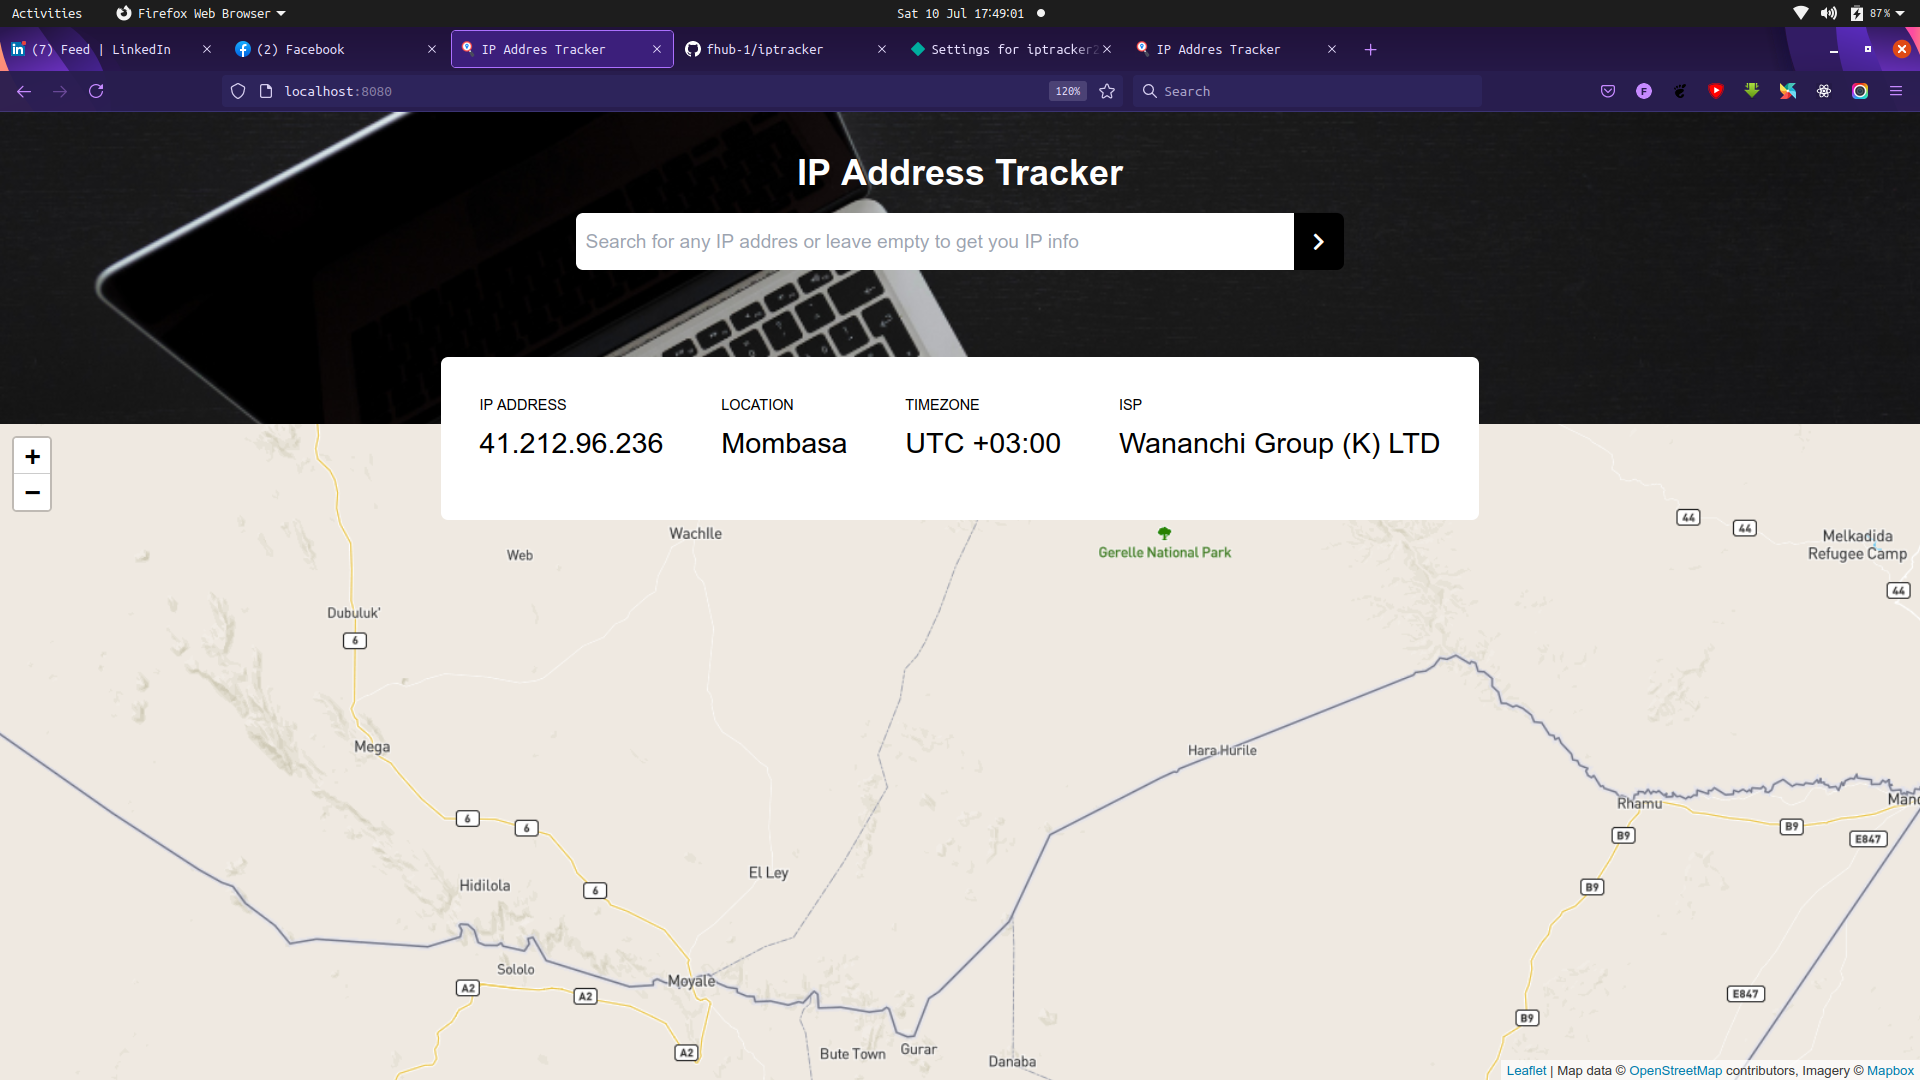 Activities Firefox Web Browser Sat 10 Jul 17:49:01 87%
(7) Feed | LinkedIn (2) Facebook IP Addres Tracker fhub-1/iptracker Settings for iptracker2 IP Addres Tracker
localhost:8080 120% Search
IP Address Tracker
Search for any IP addres or leave empty to get you IP info
IP ADDRESS LOCATION TIMEZONE ISP
41.212.96.236 Mombasa UTC +03:00 Wananchi Group (K) LTD
+
−
44 44
Wachlle
Melkadida
Refugee Camp
Web
Gerelle National Park
44
Dubuluk'
6
Mega
Hara Hurile
Rhamu
Mand
6
6
B9
B9
E847
El Ley
Hidilola
6
B9
Sololo
Moyale
A2
A2
E847
B9
Bute Town
Gurar
A2
Danaba
Leaflet | Map data © OpenStreetMap contributors, Imagery © Mapbox